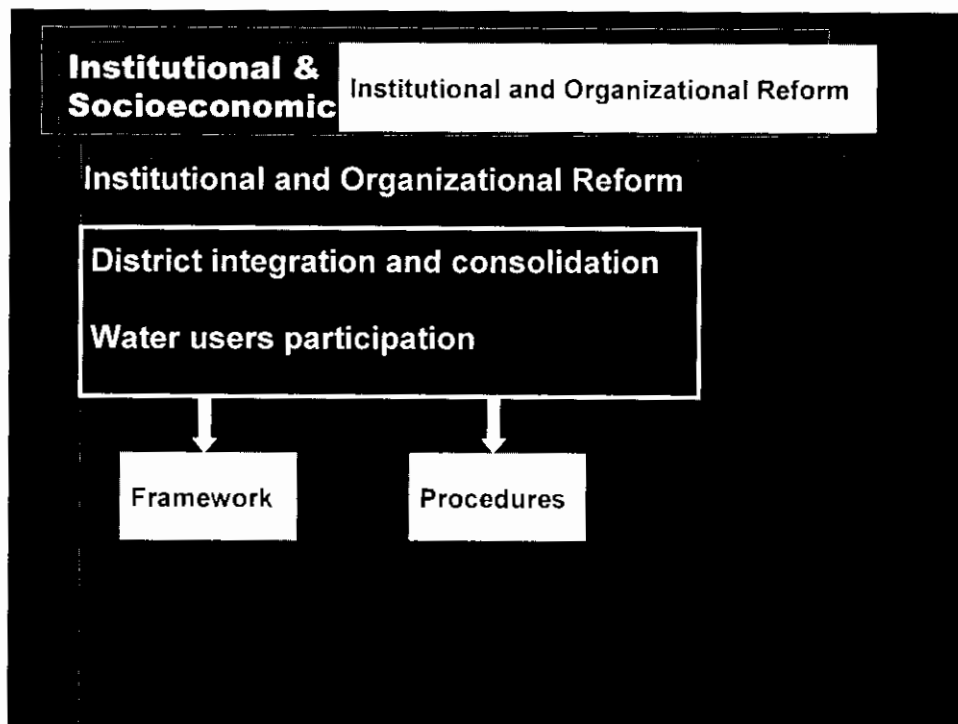 Institutional &
Socioeconomic
Institutional and Organizational Reform
Institutional and Organizational Reform
District integration and consolidation
Water users participation
Framework
Procedures